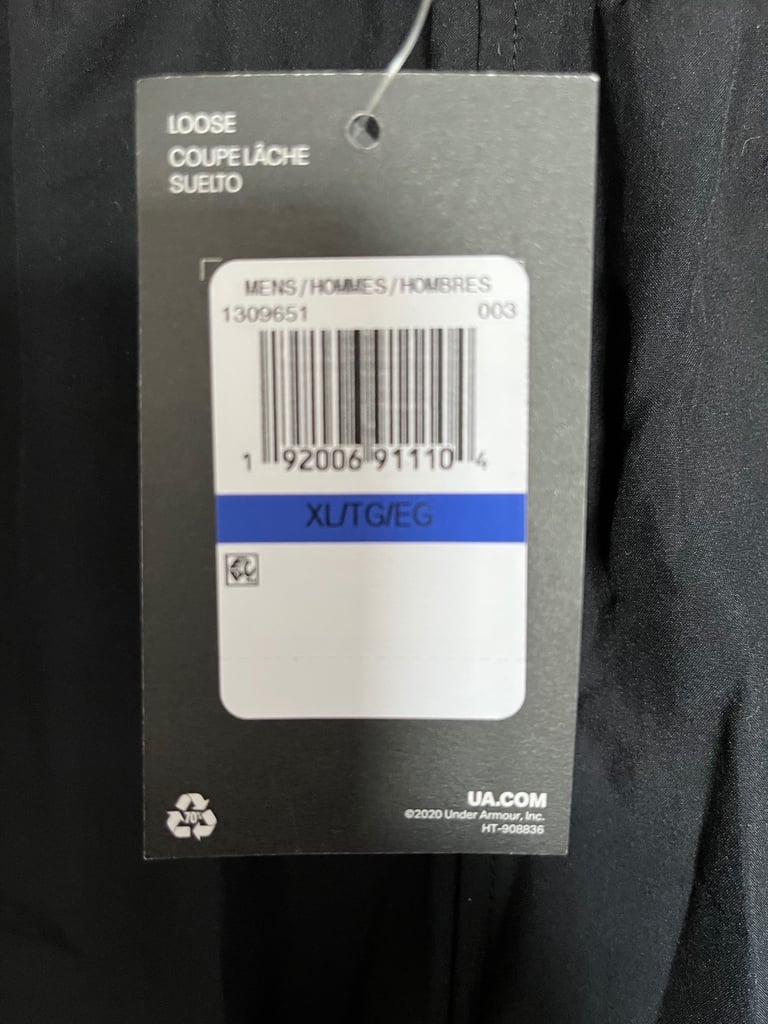 LOOSE
COUPE LÂCHE
SUELTO
MENS/HOMMES/HOMBRES
1309651 003
1 92006 91110 4
XL/TG/EG
70%
UA.COM
©2020 Under Armour, Inc.
HT-908836